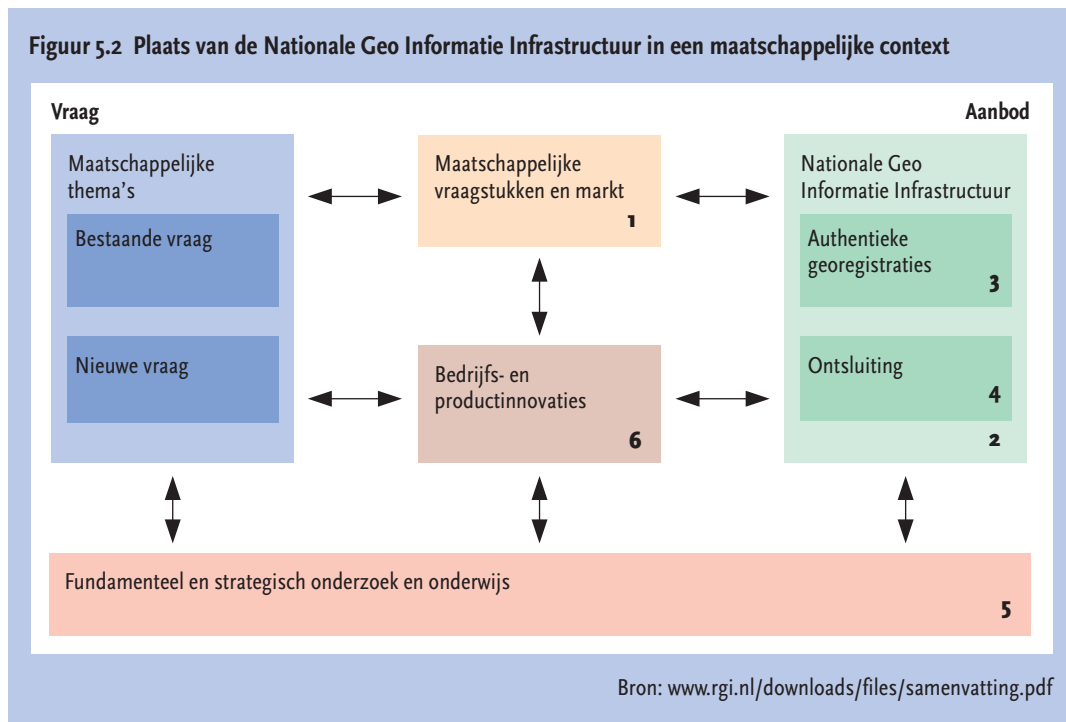 Figuur 5.2 Plaats van de Nationale Geo Informatie Infrastructuur in een maatschappelijke context
Vraag
Aanbod
Maatschappelijke
thema's
Bestaande vraag
Nieuwe vraag
Maatschappelijke
vraagstukken en markt
1
Bedrijfs- en
productinnovaties
6
Nationale Geo
Informatie Infrastructuur
Authentieke
georegistraties
3
Ontsluiting
4
2
Fundamenteel en strategisch onderzoek en onderwijs
5
Bron: www.rgi.nl/downloads/files/samenvatting.pdf